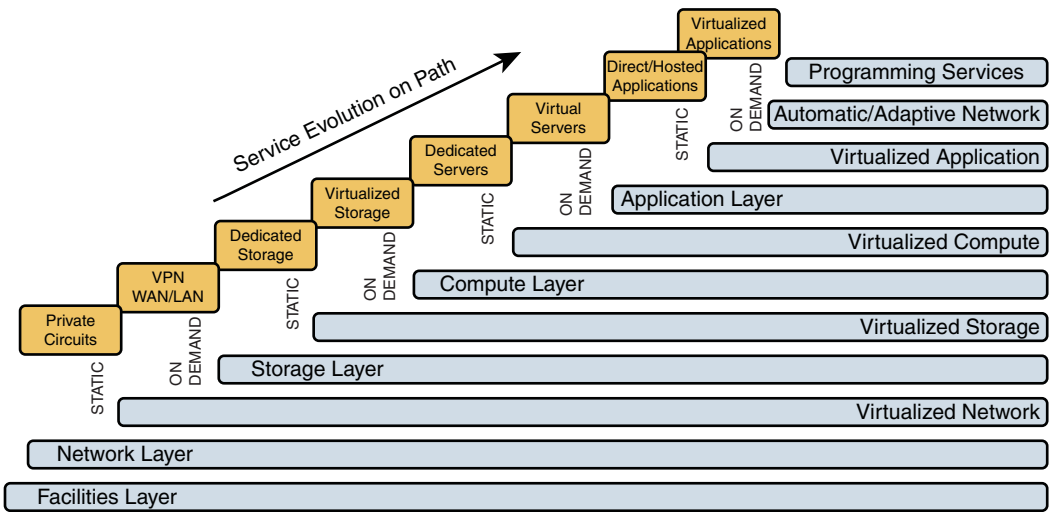 Virtualized
Applications
Service Evolution on Path
Direct/Hosted
Applications
ON
DEMAND
Programming Services
Virtual
Servers
STATIC
Automatic/Adaptive Network
Dedicated
Servers
ON
DEMAND
Virtualized Application
Virtualized
Storage
STATIC
Application Layer
Dedicated
Storage
ON
DEMAND
Virtualized Compute
VPN
WAN/LAN
STATIC
Compute Layer
Private
Circuits
ON
DEMAND
Virtualized Storage
STATIC
Storage Layer
Virtualized Network
Network Layer
Facilities Layer